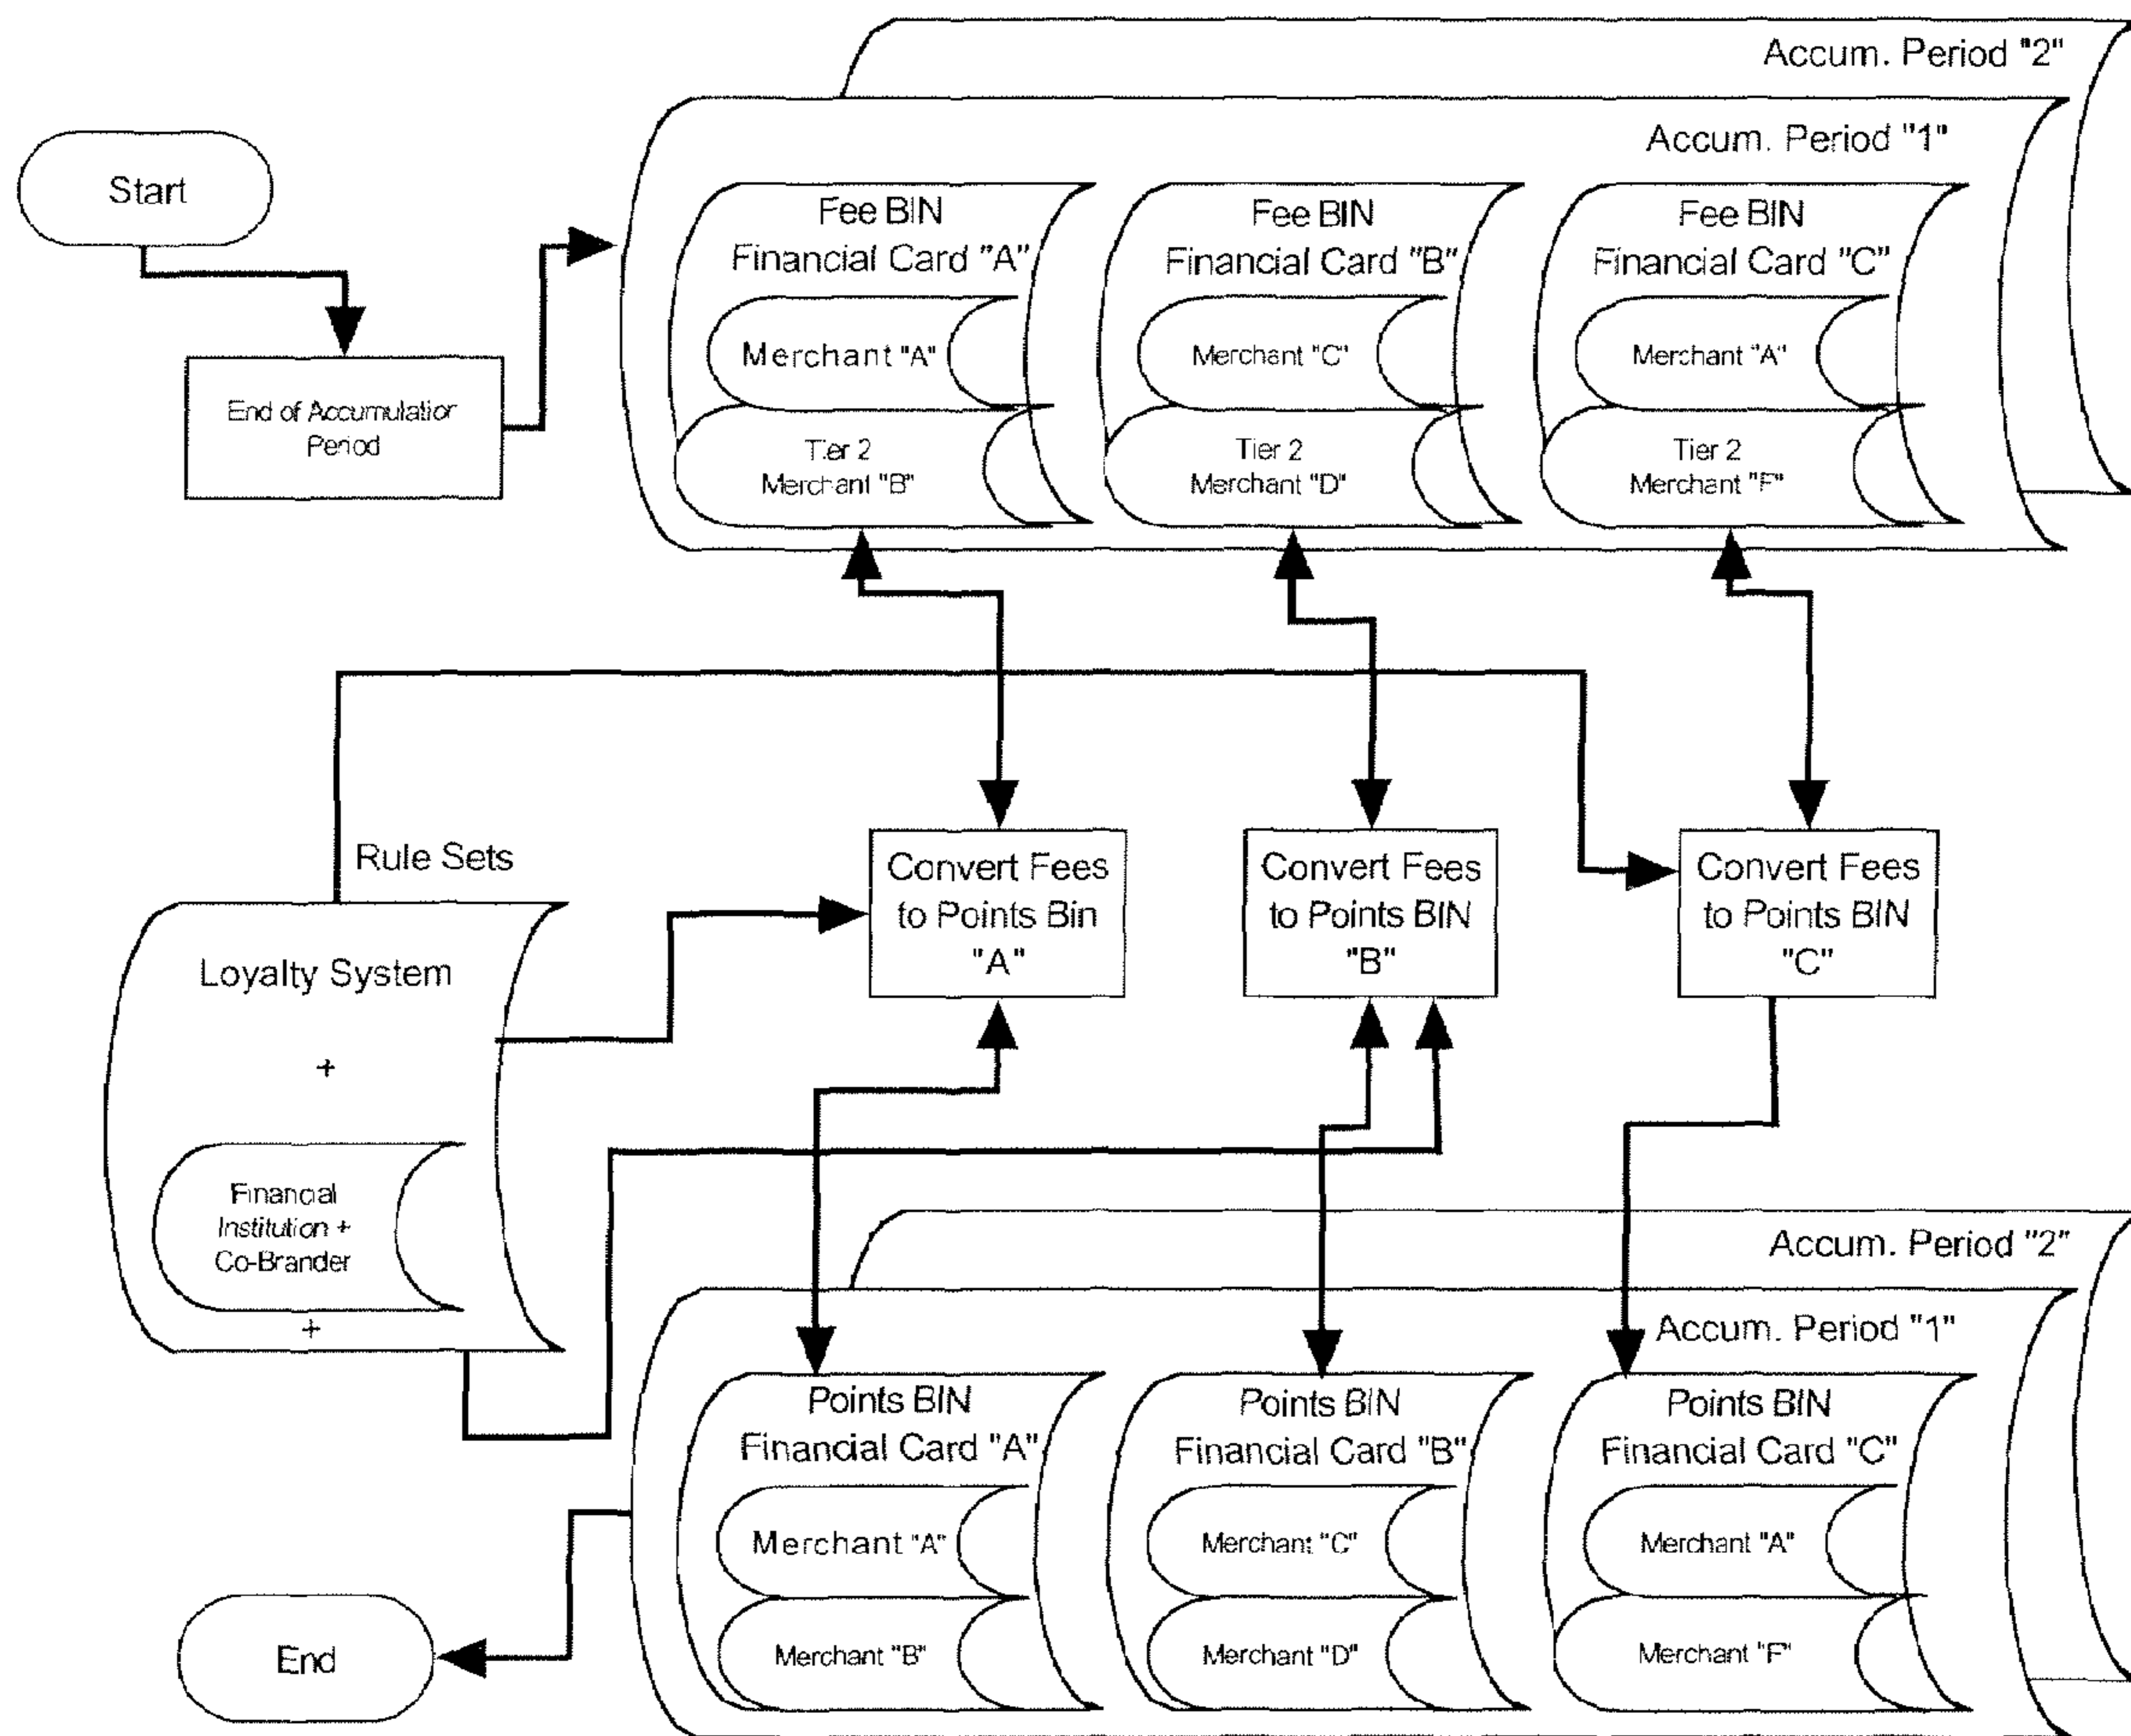 Accum. Period "2"
Accum. Period "1"
Start
Fee BIN
Financial Card "A"
Merchant "A"
Tier 2
Merchant "B"
Fee BIN
Financial Card "B"
Merchant "C"
Tier 2
Merchant "D"
Fee BIN
Financial Card "C"
Merchant "A"
Tier 2
Merchant "F"
End of Accumulation
Period
Rule Sets
Loyalty System
+
Financial
Institution +
Co-Brander
+
Convert Fees
to Points Bin
"A"
Convert Fees
to Points BIN
"B"
Convert Fees
to Points BIN
"C"
Accum. Period "2"
Accum. Period "1"
Points BIN
Financial Card "A"
Merchant "A"
Merchant "B"
Points BIN
Financial Card "B"
Merchant "C"
Merchant "D"
Points BIN
Financial Card "C"
Merchant "A"
Merchant "F"
End